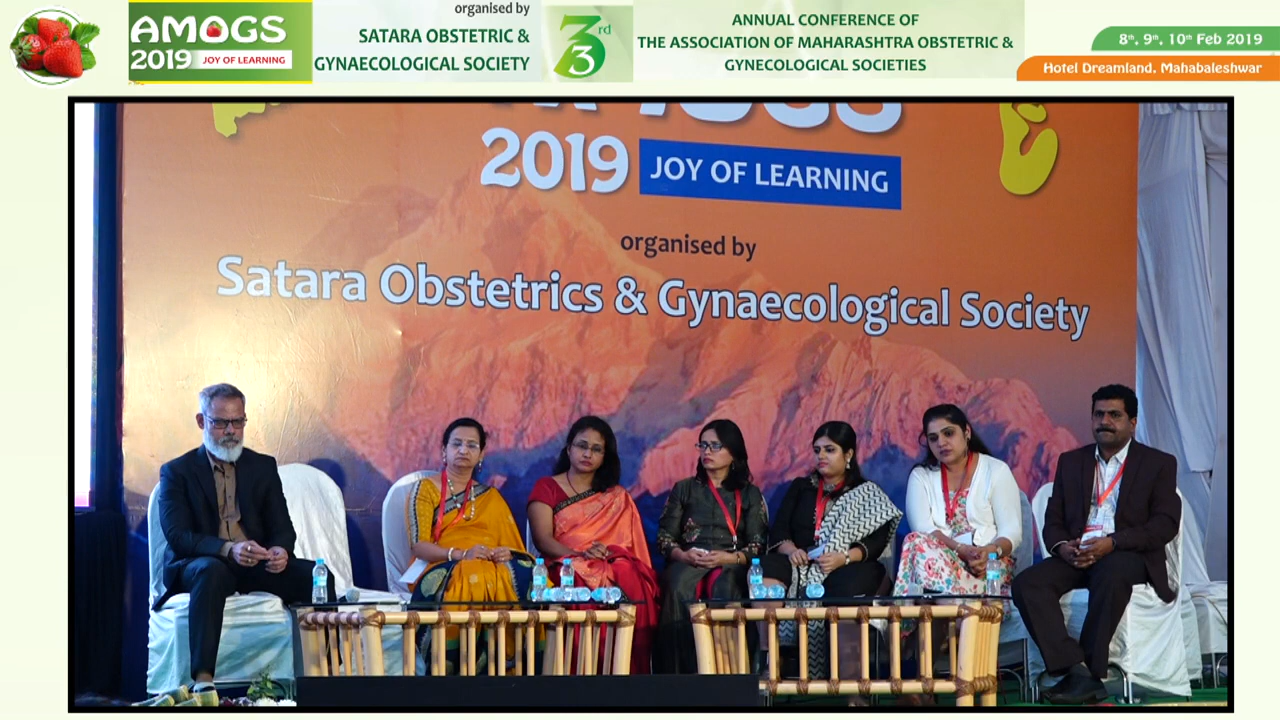 AMOGS
2019 JOY OF LEARNING
organised by
SATARA OBSTETRIC &
GYNAECOLOGICAL SOCIETY
33rd
ANNUAL CONFERENCE OF
THE ASSOCIATION OF MAHARASHTRA OBSTETRIC &
GYNECOLOGICAL SOCIETIES
8th, 9th, 10th Feb 2019
Hotel Dreamland, Mahabaleshwar
2019 JOY OF LEARNING
organised by
Satara Obstetrics & Gynaecological Society